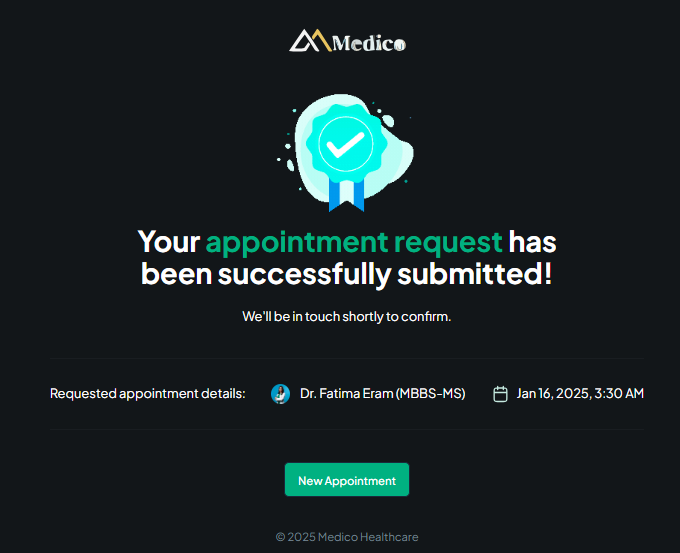 Medico
Your appointment request has
been successfully submitted!
We'll be in touch shortly to confirm.
Requested appointment details: Dr. Fatima Eram (MBBS-MS) Jan 16, 2025, 3:30 AM
New Appointment
© 2025 Medico Healthcare